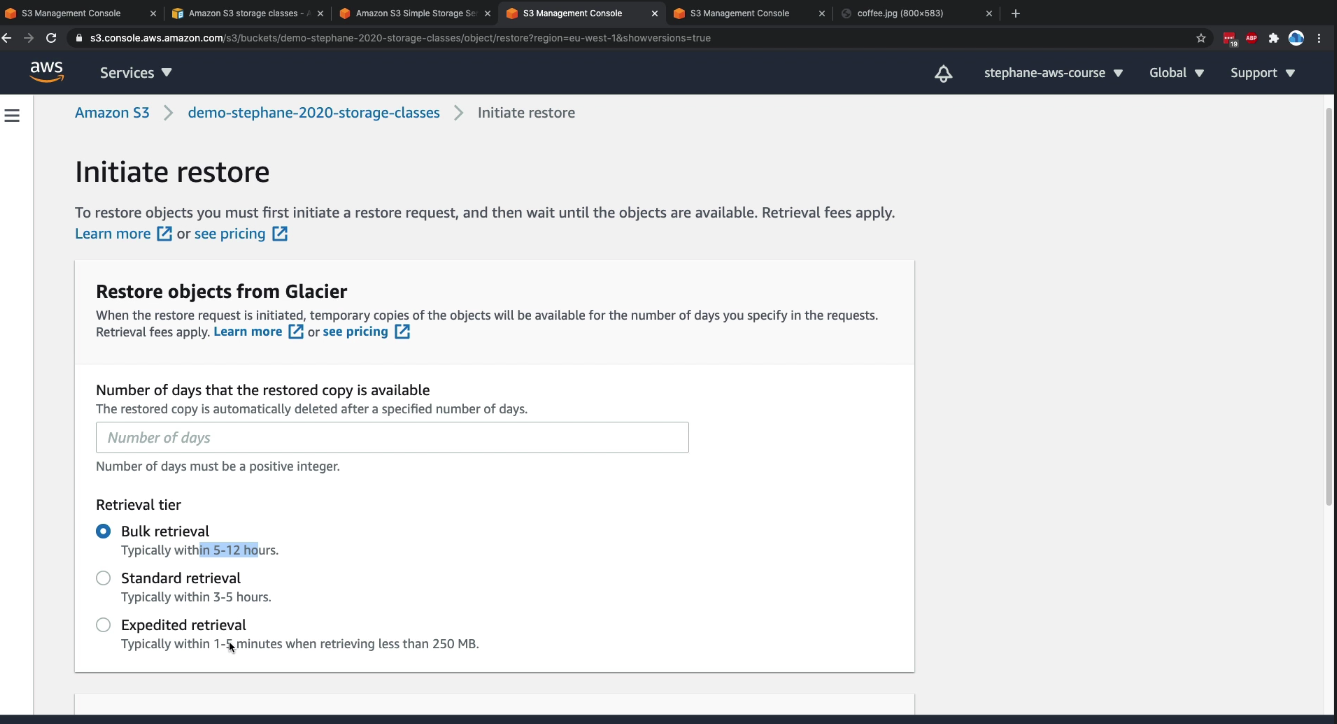 S3 Management Console
Amazon S3 storage classes - A
Amazon S3 Simple Storage Se
S3 Management Console
S3 Management Console
coffee.jpg (800×583)
s3.console.aws.amazon.com/s3/buckets/demo-stephane-2020-storage-classes/object/restore?region=eu-west-1&showversions=true
19
ABP
aws
Services
stephane-aws-course
Global
Support
Amazon S3 > demo-stephane-2020-storage-classes > Initiate restore
Initiate restore
To restore objects you must first initiate a restore request, and then wait until the objects are available. Retrieval fees apply.
Learn more or see pricing
Restore objects from Glacier
When the restore request is initiated, temporary copies of the objects will be available for the number of days you specify in the requests.
Retrieval fees apply. Learn more or see pricing
Number of days that the restored copy is available
The restored copy is automatically deleted after a specified number of days.
Number of days
Number of days must be a positive integer.
Retrieval tier
Bulk retrieval
Typically within 5-12 hours.
Standard retrieval
Typically within 3-5 hours.
Expedited retrieval
Typically within 1-5 minutes when retrieving less than 250 MB.